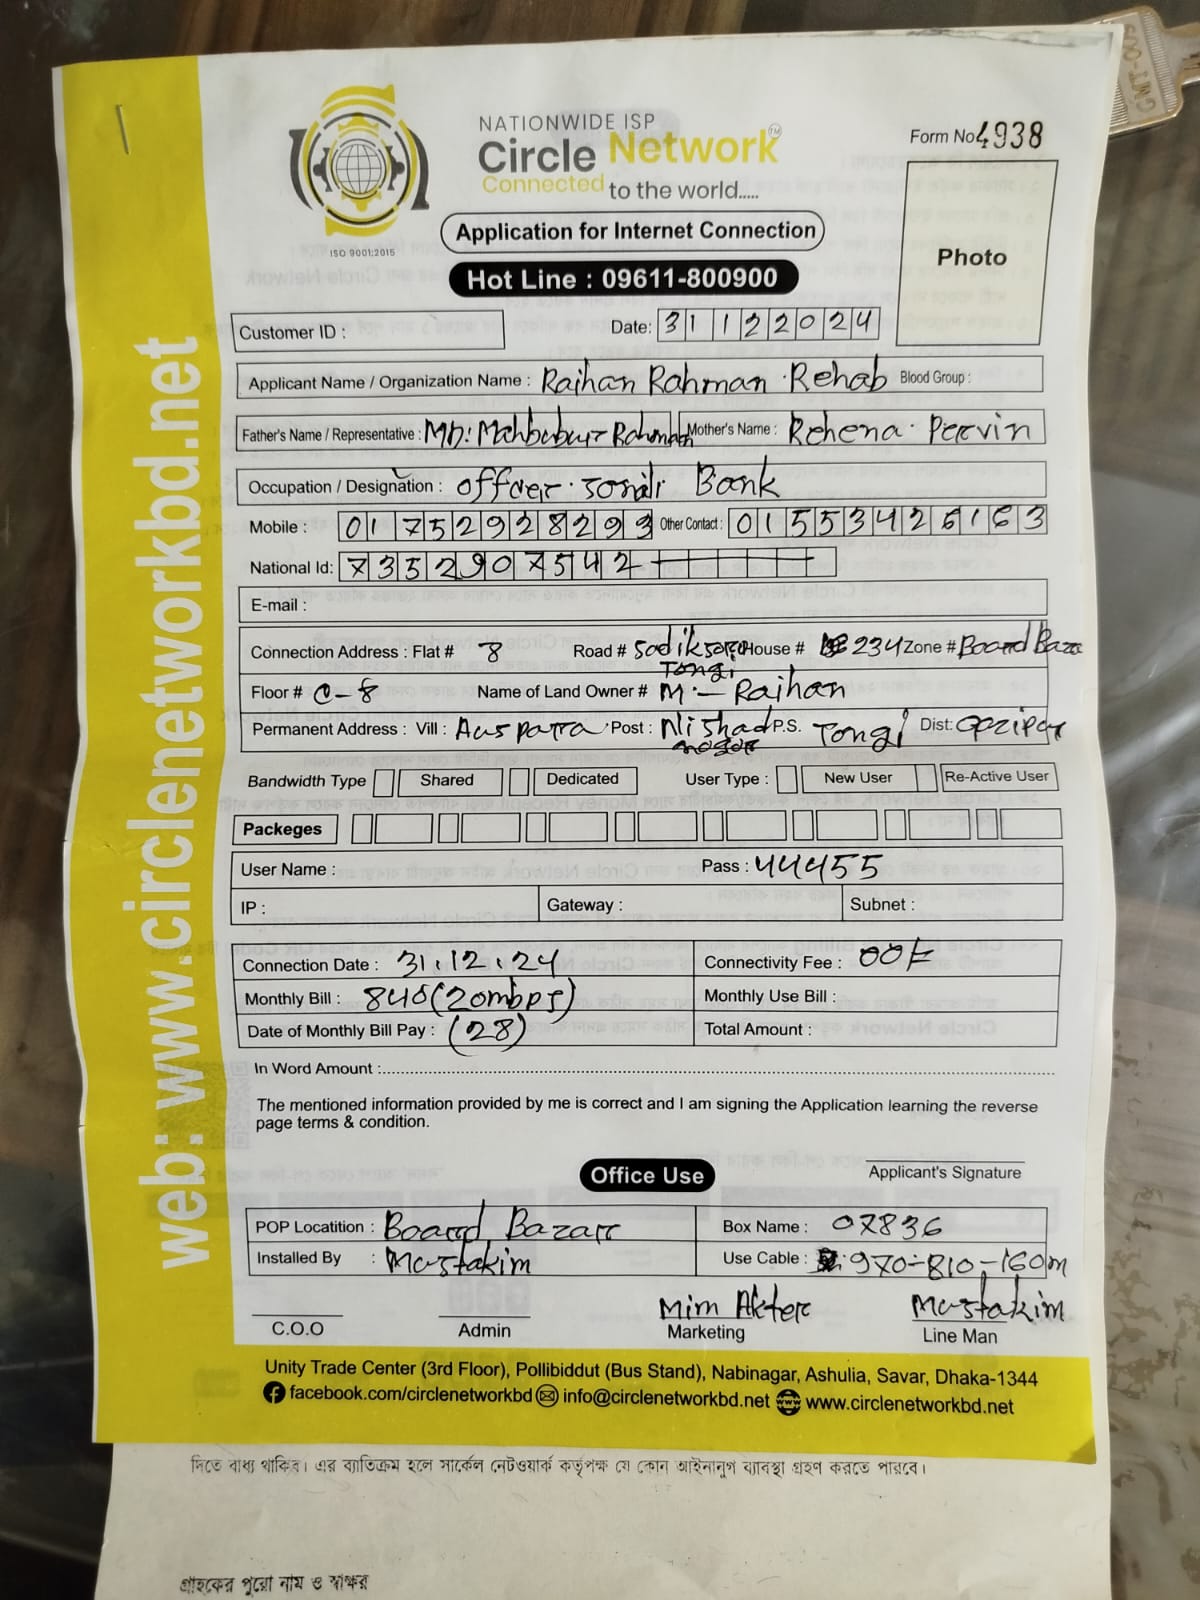 NATIONWIDE ISP
Circle Network TM
Connected to the world.....
ISO 9001:2015
Form No 4938
Photo
Application for Internet Connection
Hot Line : 09611-800900
web: www.circlenetworkbd.net
Customer ID :
Date: 31 12 2024
Applicant Name / Organization Name : Raihan Rahman Rehab Blood Group :
Father's Name / Representative : MD: Mahbubur Rahman Mother's Name : Rehena Parvin
Occupation / Designation : officer Sonali Bank
Mobile : 01752928293 Other Contact : 01553426163
National Id: 7352907542
E-mail :
Connection Address : Flat # 8 Road # House # 234 Zone # Board Baza
Tongi
Floor # C-8 Name of Land Owner # M Raihan
Permanent Address : Vill : Auspara Post : Nishad P.S. Tongi Dist: Gazipur
Bandwidth Type Shared Dedicated User Type : New User Re-Active User
Packeges
User Name : Pass : 44455
IP : Gateway : Subnet :
Connection Date : 31.12.24 Connectivity Fee :
Monthly Bill : 840 (20mbps) Monthly Use Bill :
Date of Monthly Bill Pay : (28) Total Amount :
In Word Amount :
The mentioned information provided by me is correct and I am signing the Application learning the reverse
page terms & condition.
Applicant's Signature
Office Use
POP Locatition : Board Bazar Box Name : 07836
Installed By : Mustakim Use Cable : 970-810-160m
Mim Akter Mustakim
C.O.O Admin Marketing Line Man
Unity Trade Center (3rd Floor), Pollibiddut (Bus Stand), Nabinagar, Ashulia, Savar, Dhaka-1344
facebook.com/circlenetworkbd info@circlenetworkbd.net www.circlenetworkbd.net
দিতে বাধ্য থাকিব। এর ব্যতিক্রম হলে সার্কেল নেটওয়ার্ক কর্তৃপক্ষ যে কোন আইনানুগ ব্যাবস্থা গ্রহণ করতে পারবে।
গ্রাহকের পুরো নাম ও স্বাক্ষর